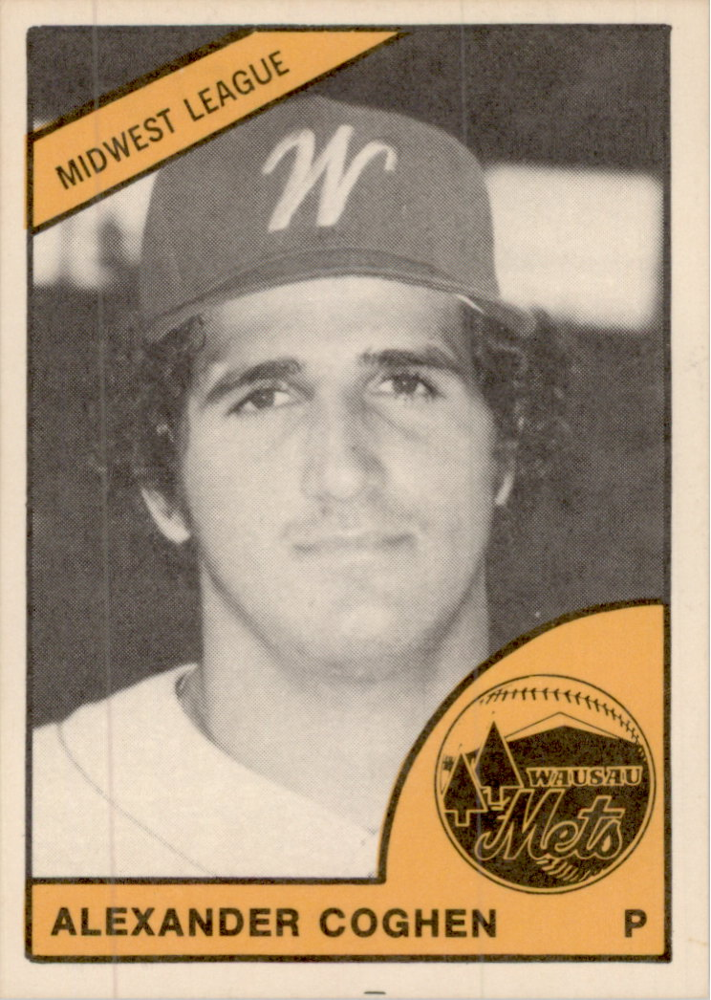 MIDWEST LEAGUE
W
WAUSAU
Mets
ALEXANDER COGHEN P